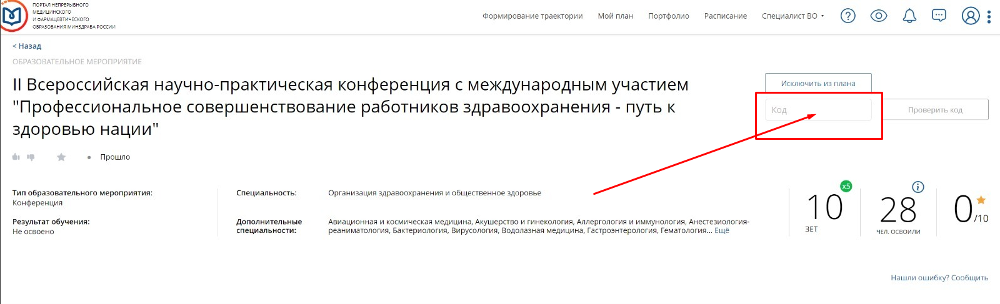 ПОРТАЛ НЕПРЕРЫВНОГО
МЕДИЦИНСКОГО
И ФАРМАЦЕВТИЧЕСКОГО
ОБРАЗОВАНИЯ МИНЗДРАВА РОССИИ
Формирование траектории Мой план Портфолио Расписание Специалист ВО
< Назад
ОБРАЗОВАТЕЛЬНОЕ МЕРОПРИЯТИЕ
II Всероссийская научно-практическая конференция с международным участием
"Профессиональное совершенствование работников здравоохранения - путь к
здоровью нации"
Исключить из плана
Код
Проверить код
Прошло
Тип образовательного мероприятия:
Конференция
Результат обучения:
Не освоено
Специальность: Организация здравоохранения и общественное здоровье
Дополнительные специальности: Авиационная и космическая медицина, Акушерство и гинекология, Аллергология и иммунология, Анестезиология-
реаниматология, Бактериология, Вирусология, Водолазная медицина, Гастроэнтерология, Гематология... Ещё
10 x5
ЗЕТ
28
ЧЕЛ. ОСВОИЛИ
0 /10
Нашли ошибку? Сообщить